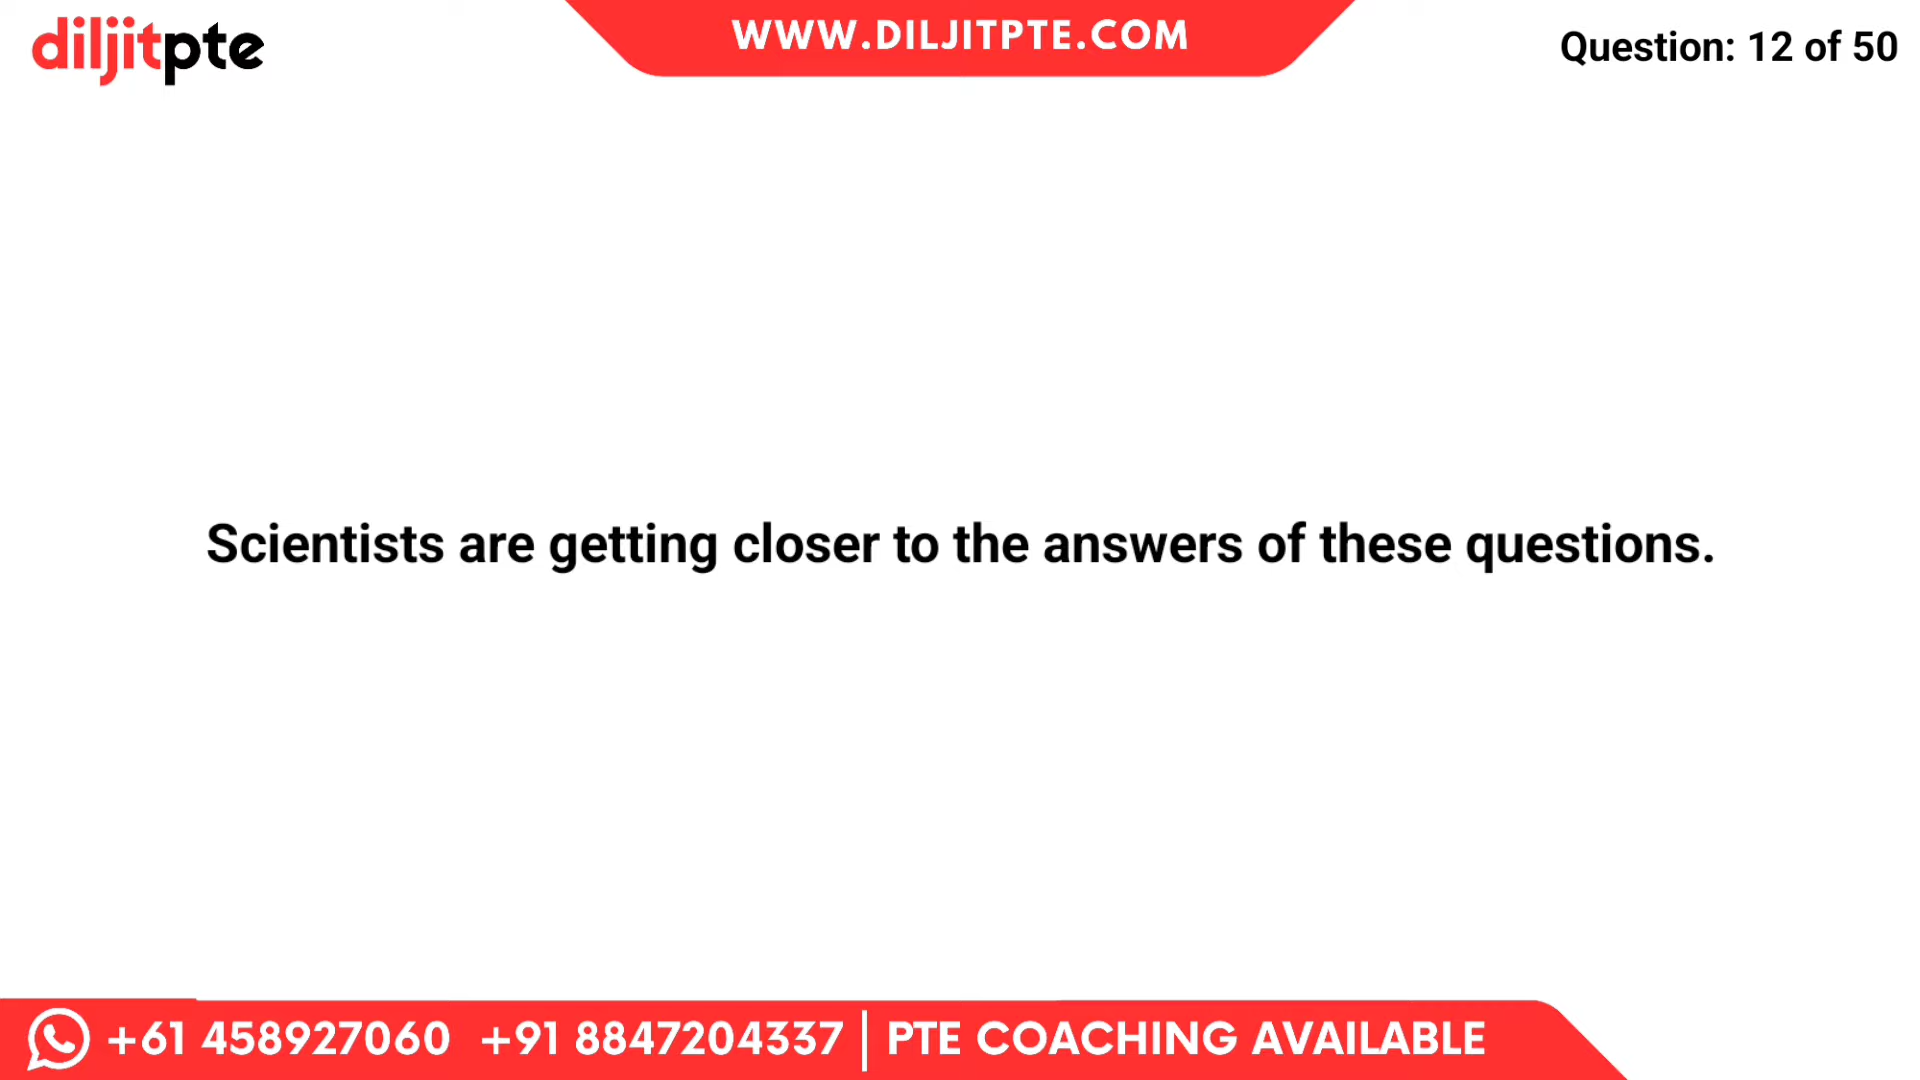 diljitpte
WWW.DILJITPTE.COM
Question: 12 of 50
Scientists are getting closer to the answers of these questions.
+61 458927060 +91 8847204337 | PTE COACHING AVAILABLE